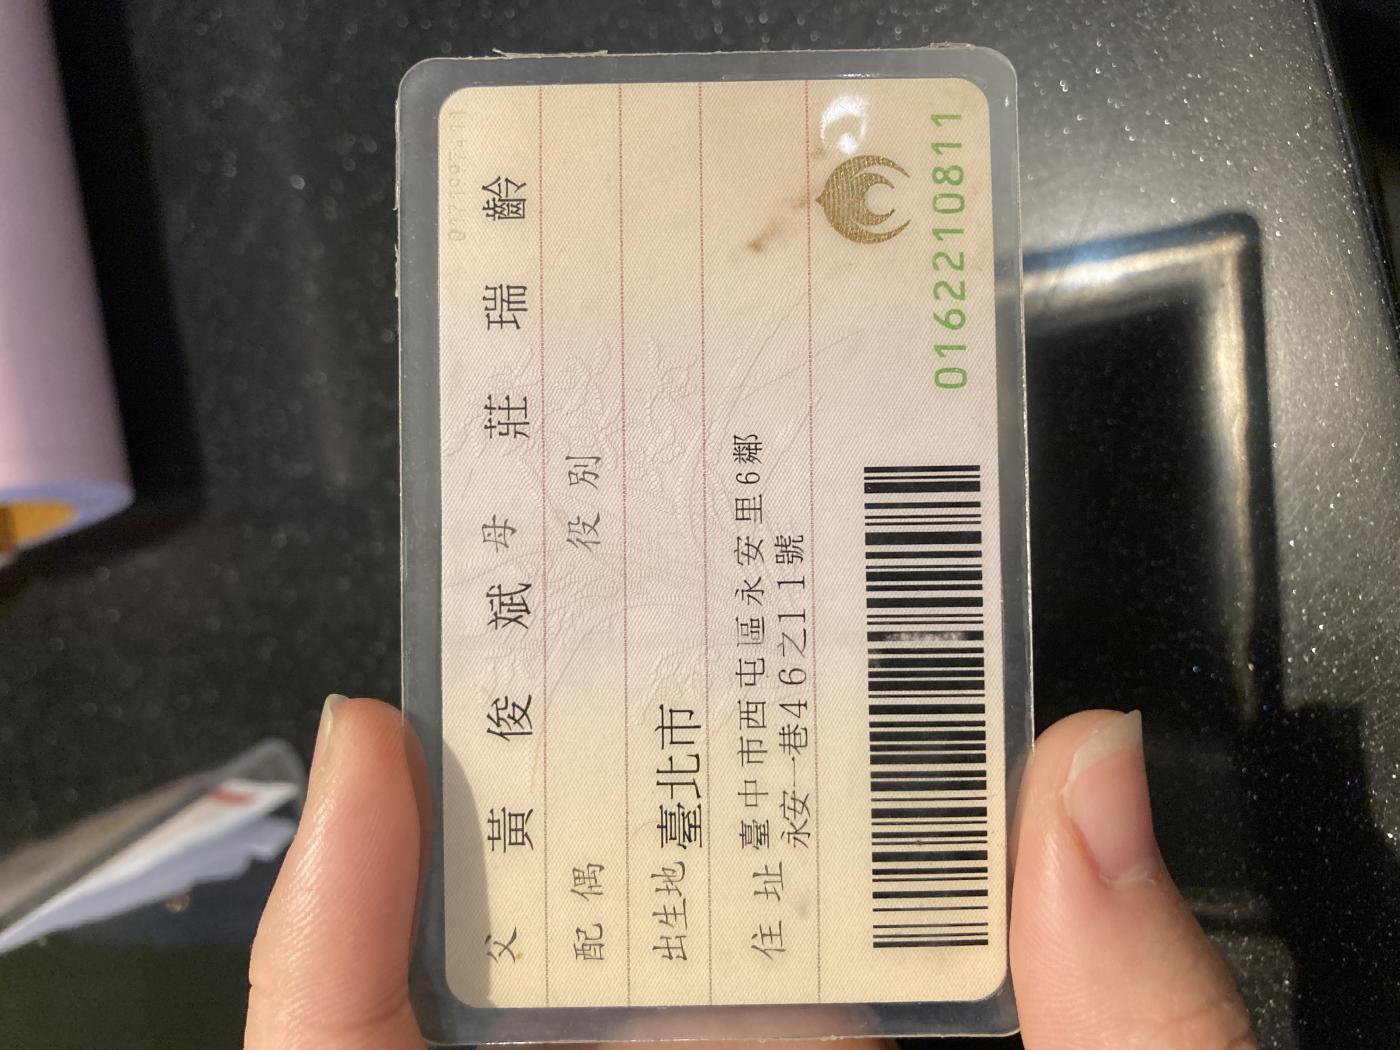 父 黃俊斌 母 莊瑞齡
配偶 役別
出生地 臺北市
住址 臺中市西屯區永安里6鄰
永安一巷46之11號
0162210811